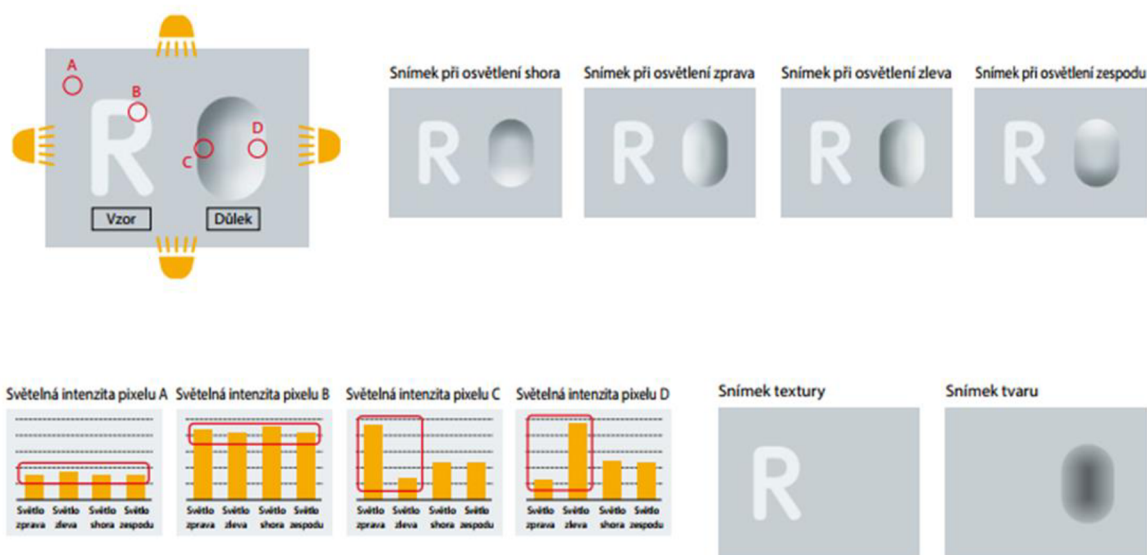 A
B
R
C
D
Vzor
Důlek
Snímek při osvětlení shora
R
Snímek při osvětlení zprava
R
Snímek při osvětlení zleva
R
Snímek při osvětlení zespodu
R
Světelná intenzita pixelu A
Světlo zprava
Světlo zleva
Světlo shora
Světlo zespodu
Světelná intenzita pixelu B
Světlo zprava
Světlo zleva
Světlo shora
Světlo zespodu
Světelná intenzita pixelu C
Světlo zprava
Světlo zleva
Světlo shora
Světlo zespodu
Světelná intenzita pixelu D
Světlo zprava
Světlo zleva
Světlo shora
Světlo zespodu
Snímek textury
R
Snímek tvaru